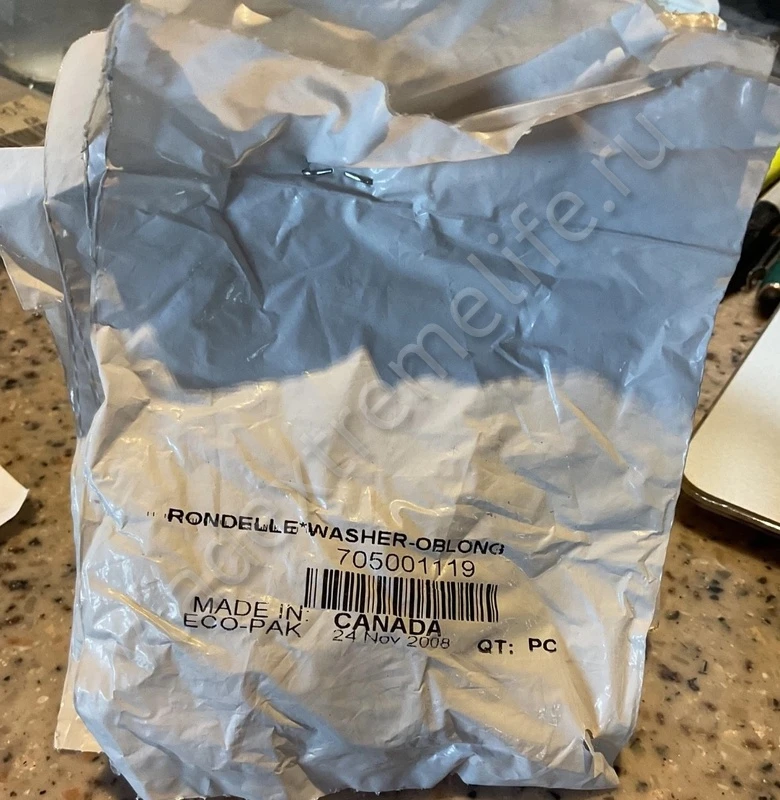 RONDELLE*WASHER-OBLONG
705001119
MADE IN: CANADA
ECO-PAK 24 Nov 2008 QT: PC